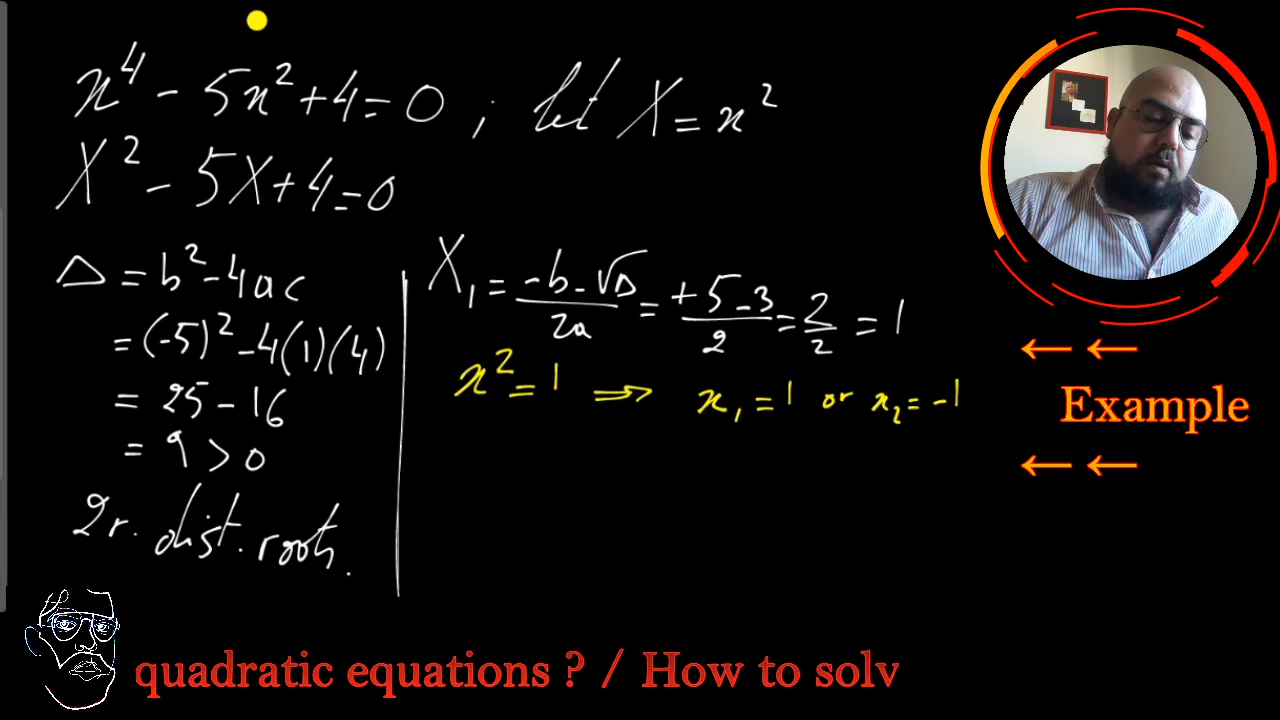 x⁴ - 5x² + 4 = 0 ; let X = x²
X² - 5X + 4 = 0
Δ = b² - 4ac
= (-5)² - 4(1)(4)
= 25 - 16
= 9 > 0
2 r. dist. roots.
X₁ = (-b - √Δ)/2a = (+5 - 3)/2 = 2/2 = 1
x² = 1 ⇒ x₁ = 1 or x₂ = -1
← ←
Example
← ←
quadratic equations ? / How to solv